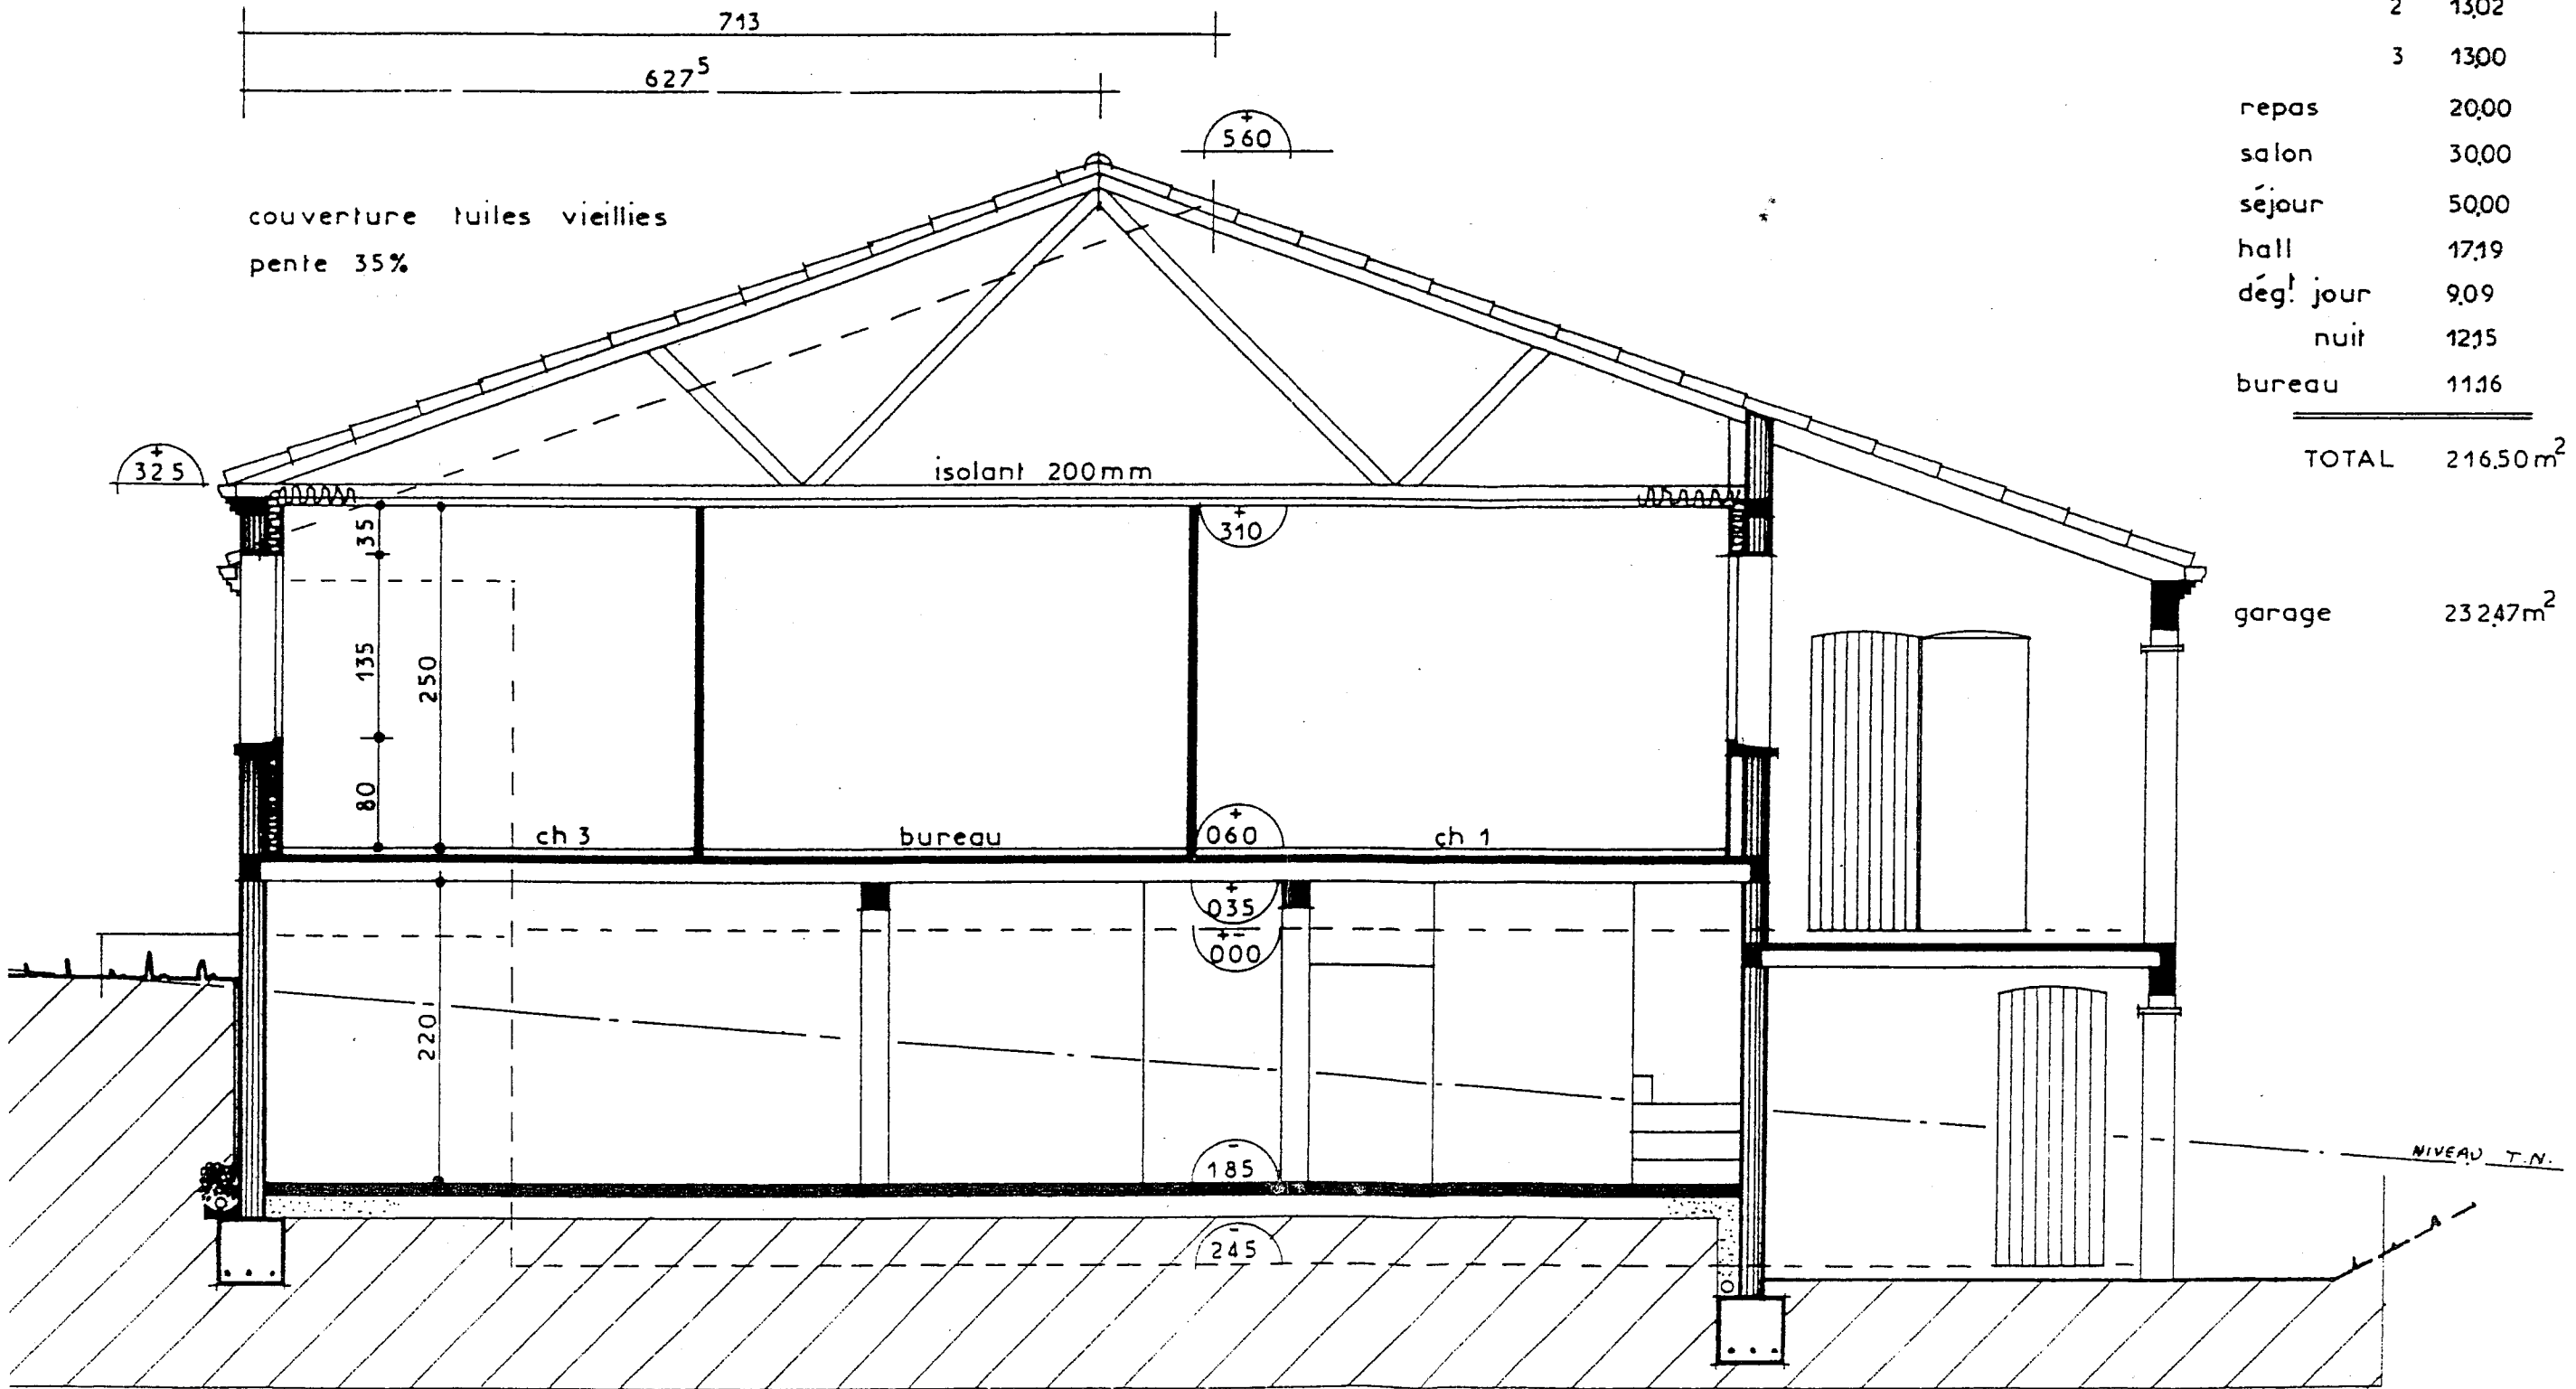 713
627⁵
2 13,02
3 13,00
repas 20,00
salon 30,00
séjour 50,00
hall 17,19
dég.t jour 9,09
nuit 12,15
bureau 11,16
TOTAL 216,50 m²
garage 232,47 m²
+ 560
couverture tuiles vieillies
pente 35%
+ 325
isolant 200mm
+ 310
35
135
250
80
ch 3
bureau
+ 060
ch 1
+ 035
+- 000
220
- 185
- 245
NIVEAU T.N.